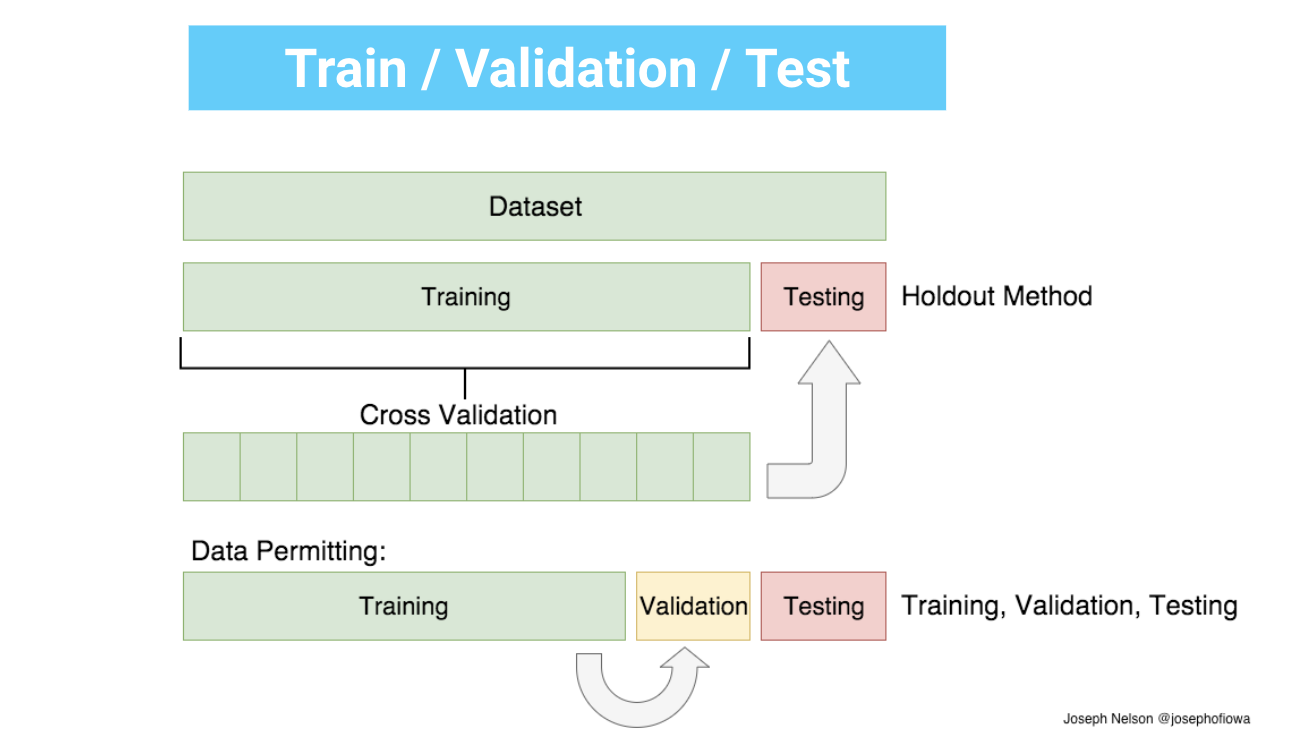 Train / Validation / Test
Dataset
Training
Testing
Holdout Method
Cross Validation
Data Permitting:
Training
Validation
Testing
Training, Validation, Testing
Joseph Nelson @josephofiowa